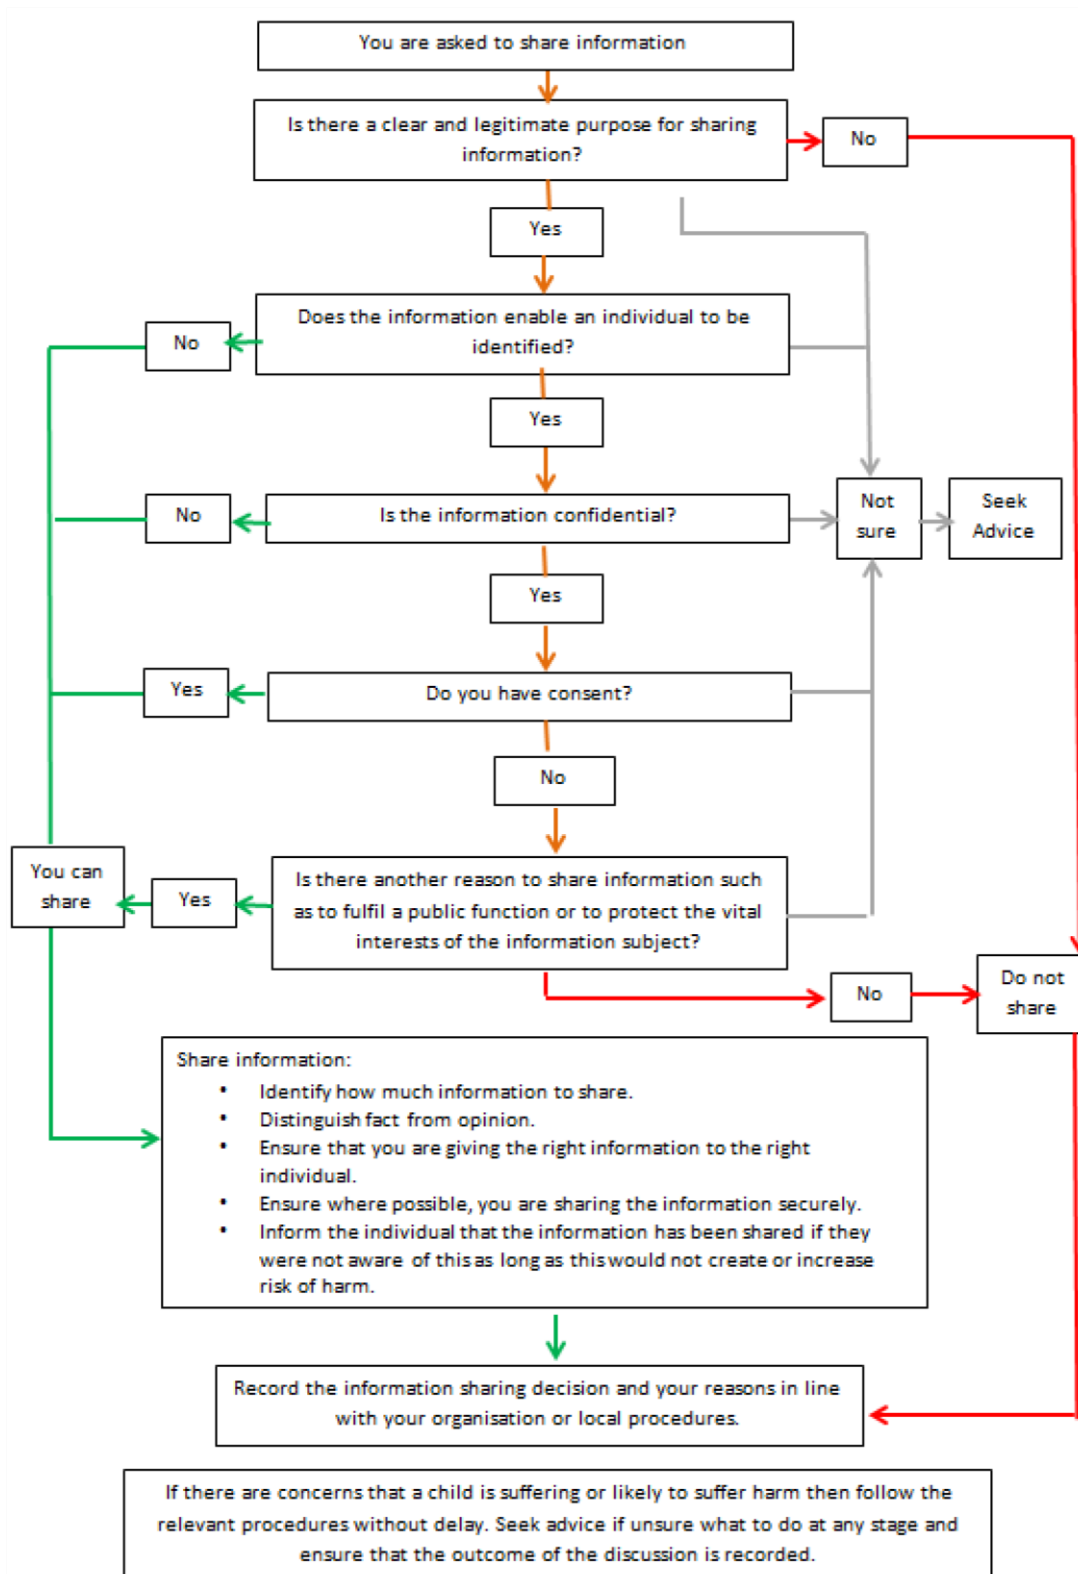 You are asked to share information
Is there a clear and legitimate purpose for sharing
information?
No
Yes
Does the information enable an individual to be
identified?
No
Yes
Is the information confidential?
No
Not
sure
Seek
Advice
Yes
Do you have consent?
Yes
No
Is there another reason to share information such
as to fulfil a public function or to protect the vital
interests of the information subject?
Yes
You can
share
No
Do not
share
Share information:
• Identify how much information to share.
• Distinguish fact from opinion.
• Ensure that you are giving the right information to the right
individual.
• Ensure where possible, you are sharing the information securely.
• Inform the individual that the information has been shared if they
were not aware of this as long as this would not create or increase
risk of harm.
Record the information sharing decision and your reasons in line
with your organisation or local procedures.
If there are concerns that a child is suffering or likely to suffer harm then follow the
relevant procedures without delay. Seek advice if unsure what to do at any stage and
ensure that the outcome of the discussion is recorded.